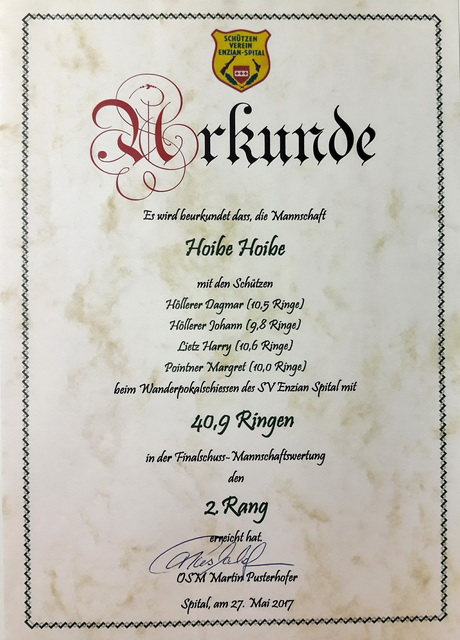 SCHÜTZEN
VEREIN
ENZIAN-SPITAL
Urkunde
Es wird beurkundet dass, die Mannschaft
Hoibe Hoibe
mit den Schützen
Höllerer Dagmar (10,5 Ringe)
Höllerer Johann (9,8 Ringe)
Lietz Harry (10,6 Ringe)
Pointner Margret (10,0 Ringe)
beim Wanderpokalschiessen des SV Enzian Spital mit
40,9 Ringen
in der Finalschuss-Mannschaftswertung
den
2. Rang
erreicht hat.
OSM Martin Pusterhofer
Spital, am 27. Mai 2017